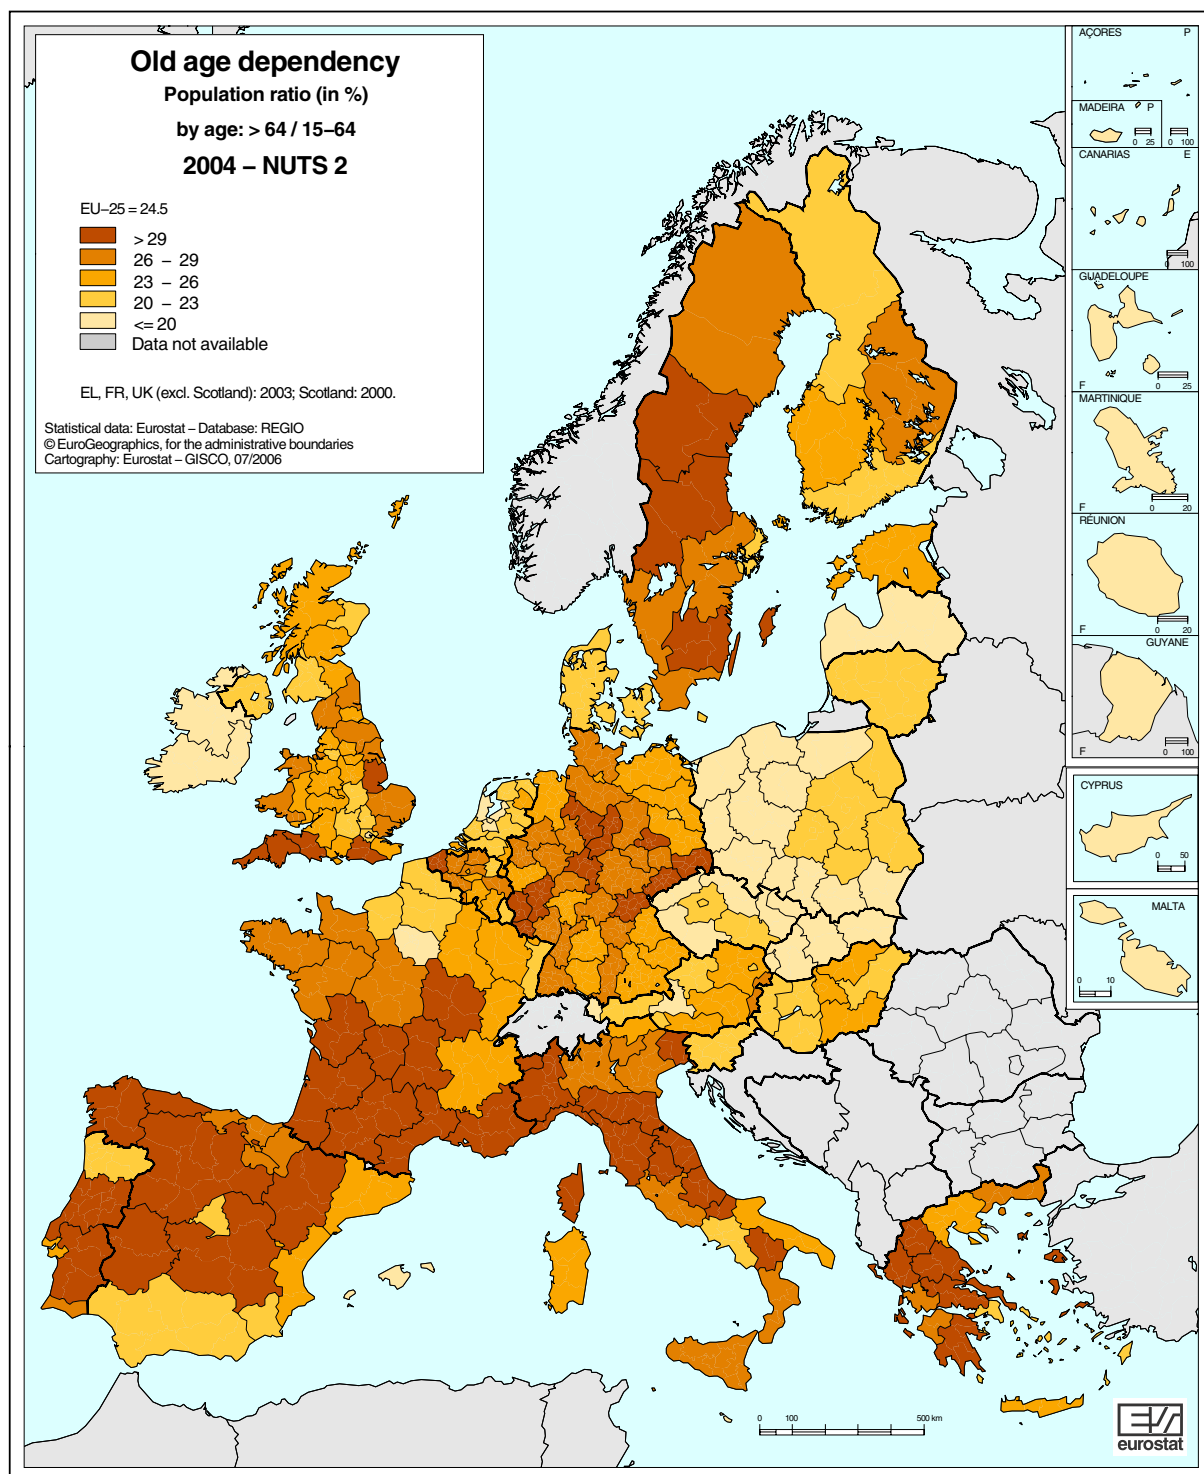 Old age dependency
Population ratio (in %)
by age: > 64 / 15–64
2004 – NUTS 2
EU–25 = 24.5
> 29
26 – 29
23 – 26
20 – 23
<= 20
Data not available
EL, FR, UK (excl. Scotland): 2003; Scotland: 2000.
Statistical data: Eurostat – Database: REGIO
© EuroGeographics, for the administrative boundaries
Cartography: Eurostat – GISCO, 07/2006
AÇORES P
MADEIRA P
0 25 0 100
CANARIAS E
0 100
GUADELOUPE
F 0 25
MARTINIQUE
F 0 20
RÉUNION
F 0 20
GUYANE
F 0 100
CYPRUS
0 50
MALTA
0 10
0 100 500 km
eurostat